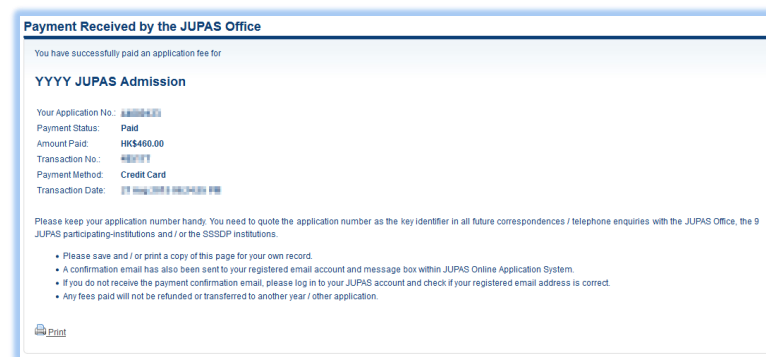 Payment Received by the JUPAS Office
You have successfully paid an application fee for
YYYY JUPAS Admission
Your Application No.:
Payment Status: Paid
Amount Paid: HK$460.00
Transaction No.:
Payment Method: Credit Card
Transaction Date:
Please keep your application number handy. You need to quote the application number as the key identifier in all future correspondences / telephone enquiries with the JUPAS Office, the 9
JUPAS participating-institutions and / or the SSSDP institutions.
• Please save and / or print a copy of this page for your own record.
• A confirmation email has also been sent to your registered email account and message box within JUPAS Online Application System.
• If you do not receive the payment confirmation email, please log in to your JUPAS account and check if your registered email address is correct.
• Any fees paid will not be refunded or transferred to another year / other application.
Print